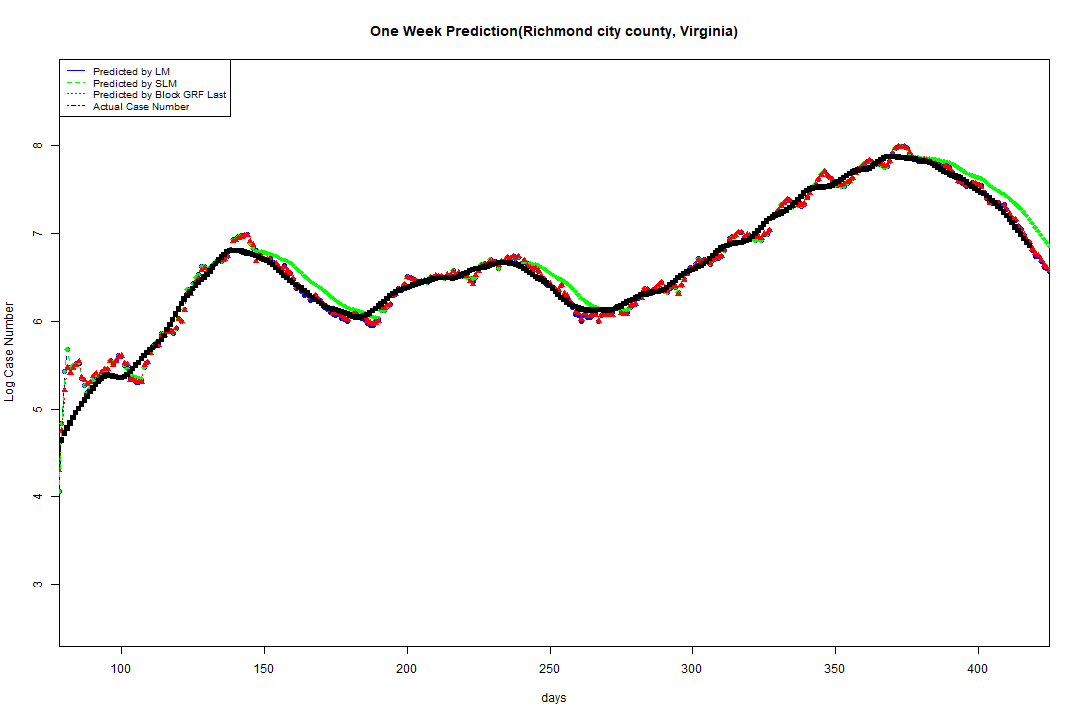 One Week Prediction(Richmond city county, Virginia)
Predicted by LM
Predicted by SLM
Predicted by Block GRF Last
Actual Case Number
8
7
6
5
4
3
Log Case Number
100 150 200 250 300 350 400
days